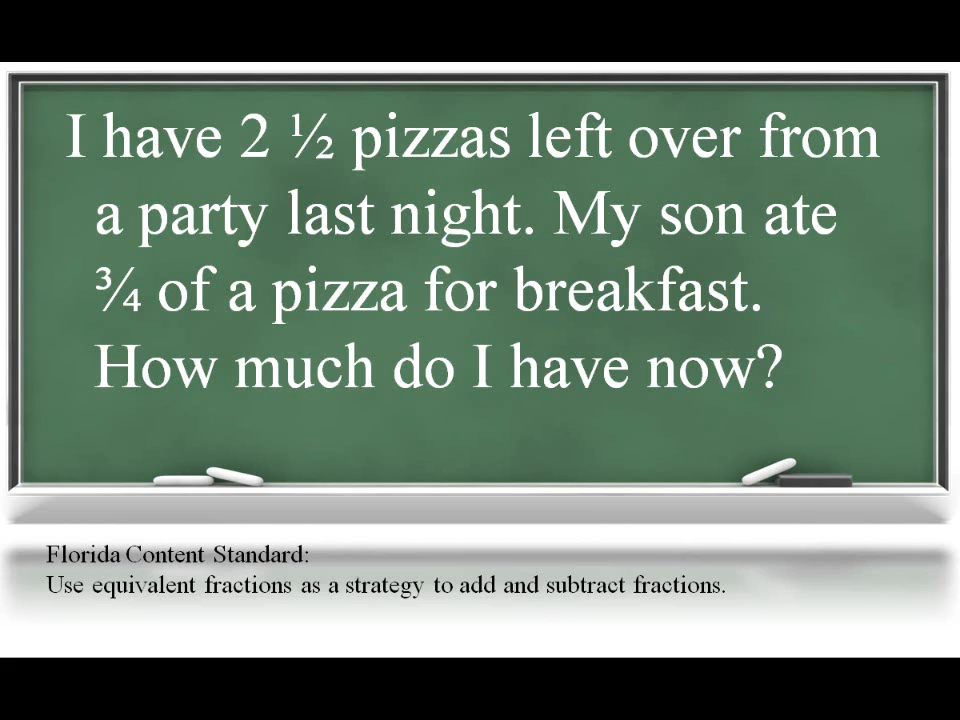 I have 2 ½ pizzas left over from
a party last night. My son ate
¾ of a pizza for breakfast.
How much do I have now?
Florida Content Standard:
Use equivalent fractions as a strategy to add and subtract fractions.